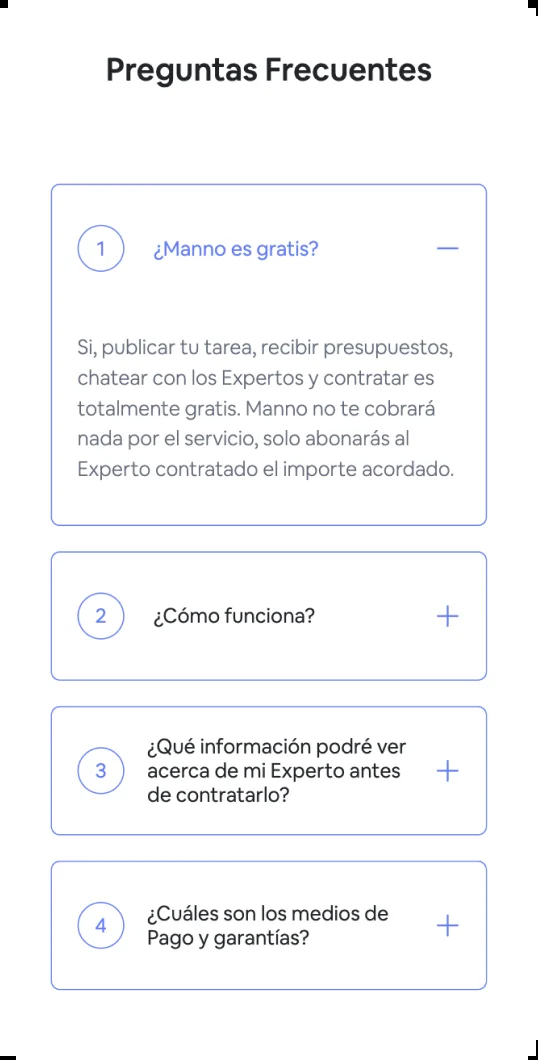 Preguntas Frecuentes
1 ¿Manno es gratis?
Si, publicar tu tarea, recibir presupuestos,
chatear con los Expertos y contratar es
totalmente gratis. Manno no te cobrará
nada por el servicio, solo abonarás al
Experto contratado el importe acordado.
2 ¿Cómo funciona?
3 ¿Qué información podré ver
acerca de mi Experto antes
de contratarlo?
4 ¿Cuáles son los medios de
Pago y garantías?